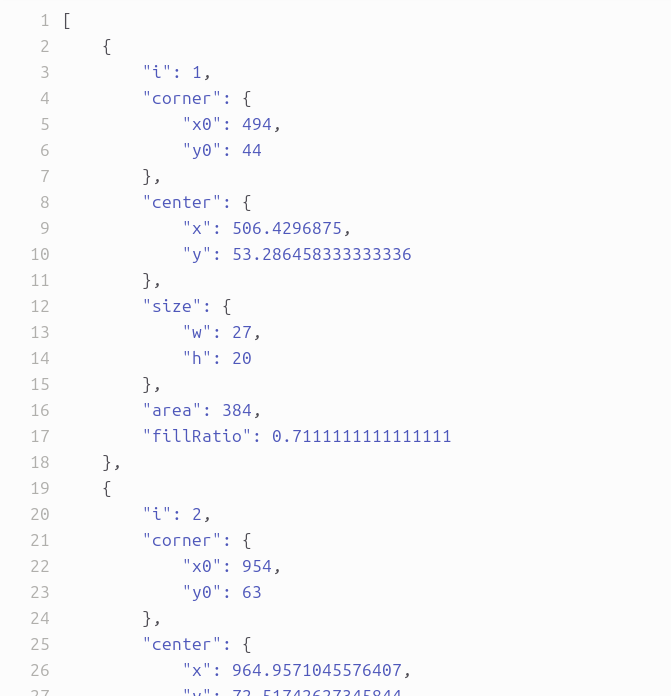 1 [
2     {
3         "i": 1,
4         "corner": {
5             "x0": 494,
6             "y0": 44
7         },
8         "center": {
9             "x": 506.4296875,
10             "y": 53.286458333333336
11         },
12         "size": {
13             "w": 27,
14             "h": 20
15         },
16         "area": 384,
17         "fillRatio": 0.7111111111111111
18     },
19     {
20         "i": 2,
21         "corner": {
22             "x0": 954,
23             "y0": 63
24         },
25         "center": {
26             "x": 964.9571045576407,
27             "y": 72.51742627345844